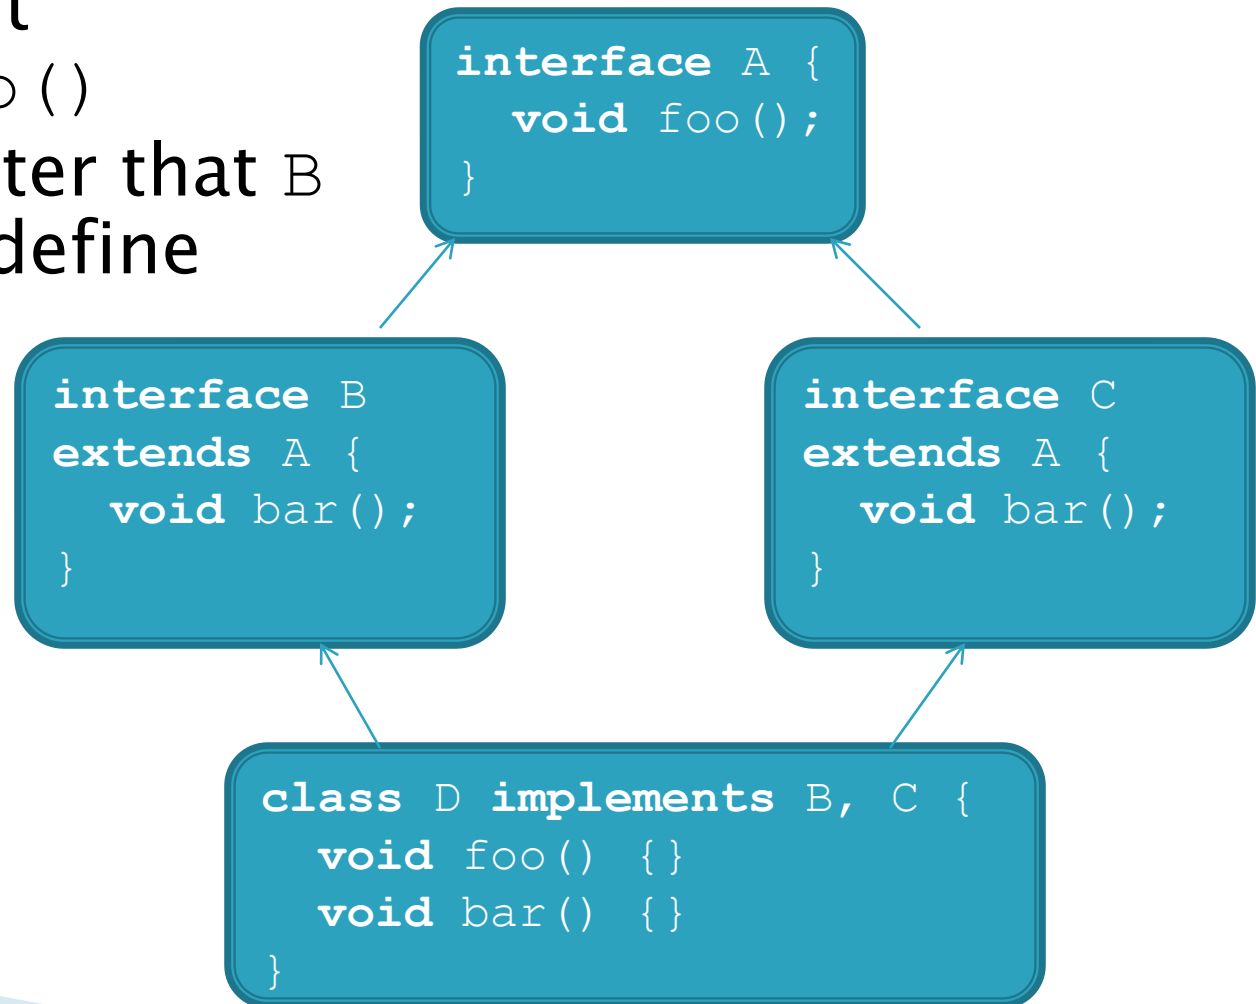 o()
ter that B
define
interface A {
void foo();
}
interface B
extends A {
void bar();
}
interface C
extends A {
void bar();
}
class D implements B, C {
void foo() {}
void bar() {}
}